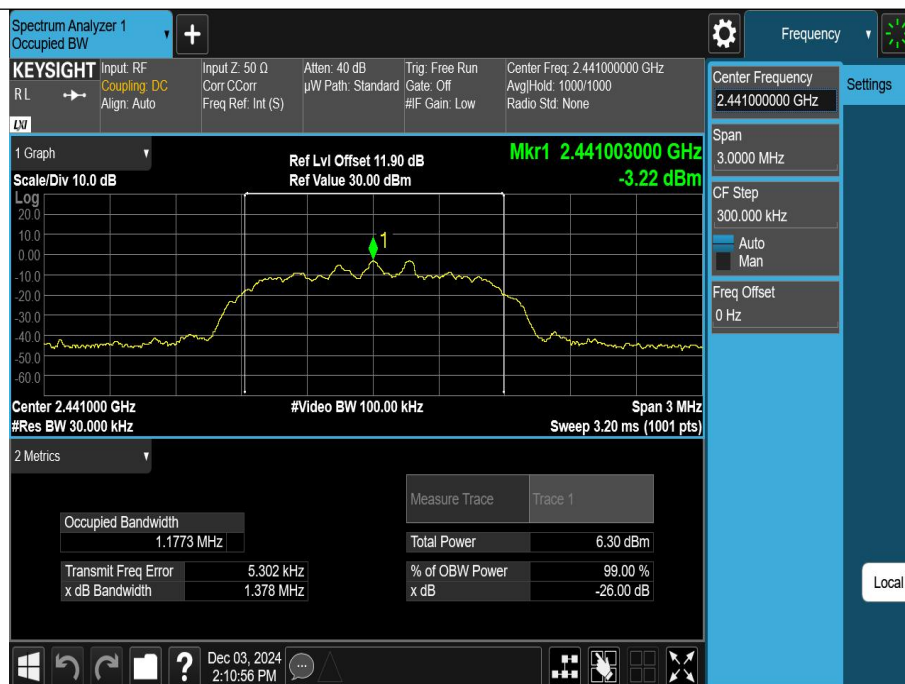 Spectrum Analyzer 1
Occupied BW
Frequency
KEYSIGHT
RL
LXI
Input: RF
Coupling: DC
Align: Auto
Input Z: 50 Ω
Corr CCorr
Freq Ref: Int (S)
Atten: 40 dB
µW Path: Standard
Trig: Free Run
Gate: Off
#IF Gain: Low
Center Freq: 2.441000000 GHz
Avg|Hold: 1000/1000
Radio Std: None
Center Frequency
2.441000000 GHz
Settings
Span
3.0000 MHz
CF Step
300.000 kHz
Auto
Man
Freq Offset
0 Hz
Local
1 Graph
Scale/Div 10.0 dB
Ref Lvl Offset 11.90 dB
Ref Value 30.00 dBm
Mkr1 2.441003000 GHz
-3.22 dBm
Log
20.0
10.0
0.00
-10.0
-20.0
-30.0
-40.0
-50.0
-60.0
1
Center 2.441000 GHz
#Res BW 30.000 kHz
#Video BW 100.00 kHz
Span 3 MHz
Sweep 3.20 ms (1001 pts)
2 Metrics
Measure Trace Trace 1
Occupied Bandwidth
1.1773 MHz
Total Power 6.30 dBm
Transmit Freq Error 5.302 kHz
% of OBW Power 99.00 %
x dB Bandwidth 1.378 MHz
x dB -26.00 dB
?
Dec 03, 2024
2:10:56 PM